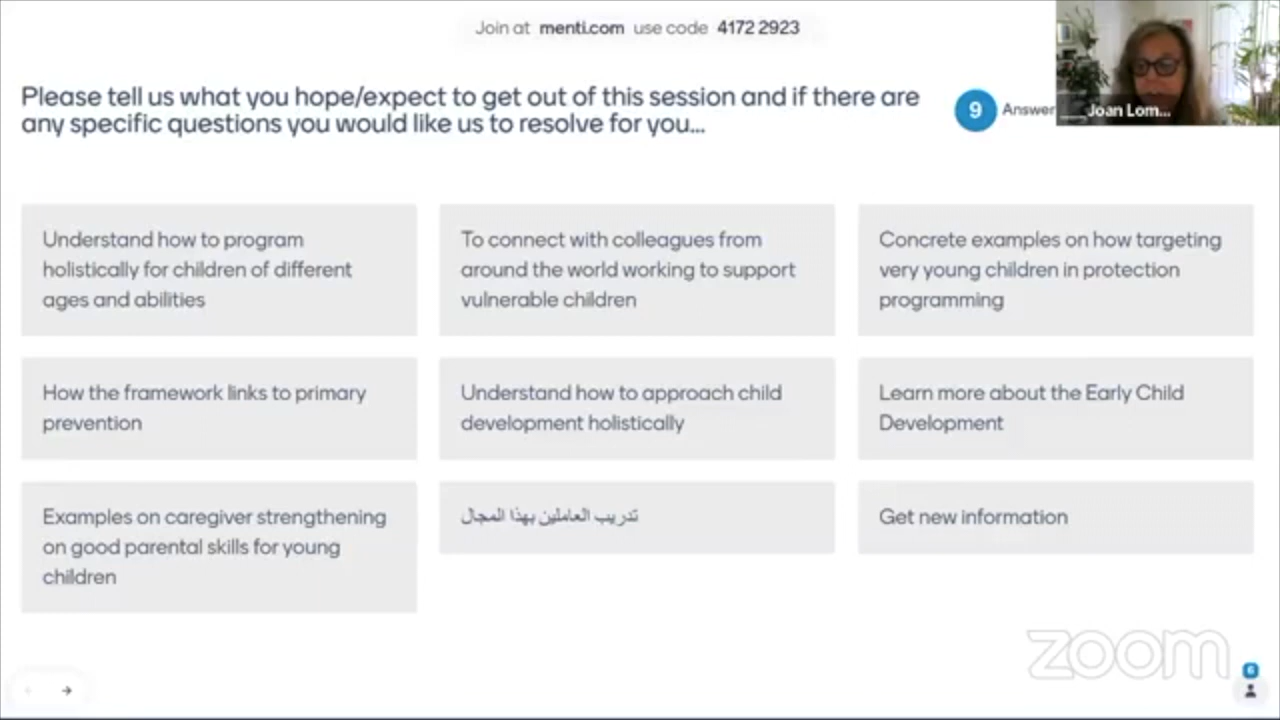 Join at menti.com use code 4172 2923
Please tell us what you hope/expect to get out of this session and if there are
any specific questions you would like us to resolve for you...
9 Answer
Joan Lom...
Understand how to program
holistically for children of different
ages and abilities
To connect with colleagues from
around the world working to support
vulnerable children
Concrete examples on how targeting
very young children in protection
programming
How the framework links to primary
prevention
Understand how to approach child
development holistically
Learn more about the Early Child
Development
Examples on caregiver strengthening
on good parental skills for young
children
تدريب العاملين بهذا المجال
Get new information
zoom
6